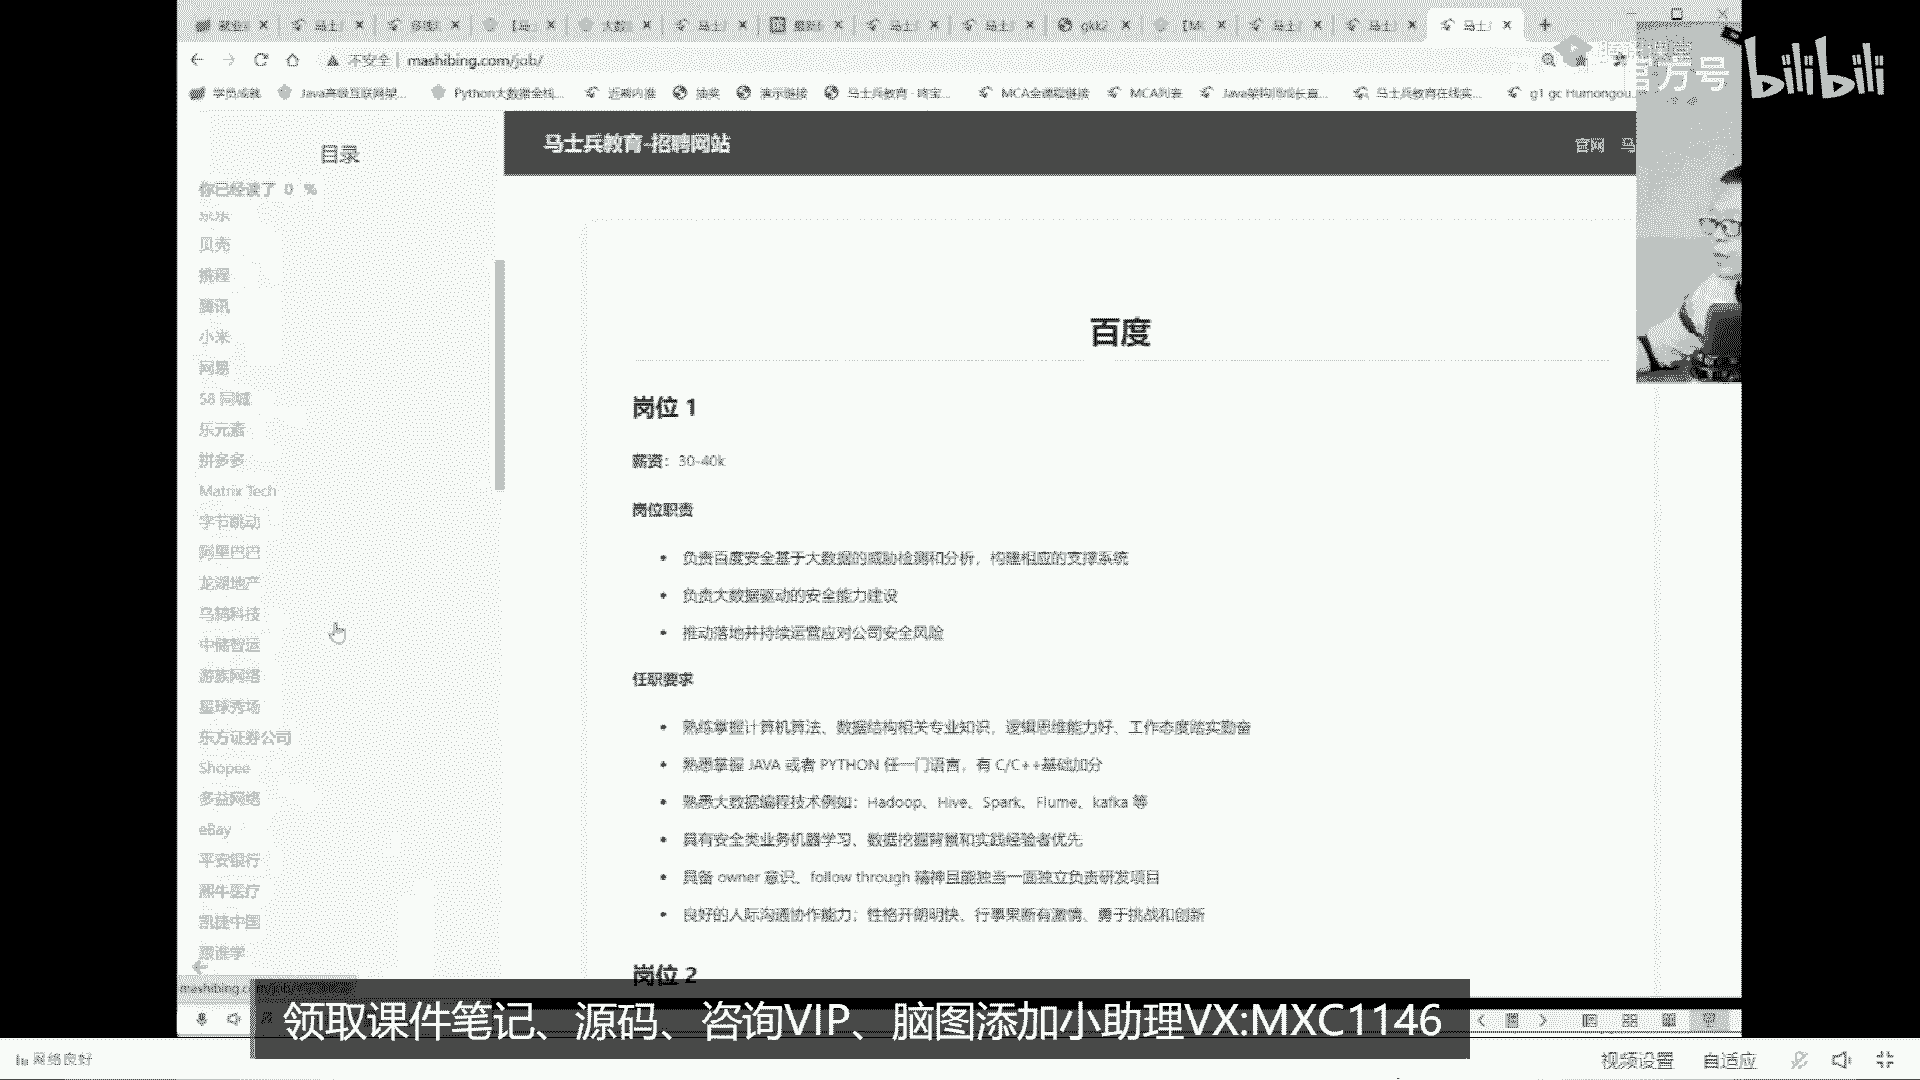 不安全 mashibing.com/job/
学员成就 Java高级互联网架... Python大数据全栈... 近期内推 抽奖 演示链接 马士兵教育 · 腾讯... MCA全课程链接 MCA列表 马士兵教育在线实... g1 gc Humongou...
官方号 bilibili
目录
你已经读了 0 %
京东
贝壳
携程
腾讯
小米
网易
58 同城
乐元素
拼多多
Matrix Tech
字节跳动
阿里巴巴
龙湖地产
乌鸫科技
中储智运
游族网络
星球秀场
东方证券公司
Shopee
多益网络
eBay
平安银行
熙牛医疗
凯捷中国
跟谁学
马士兵教育-招聘网站
官网 马
百度
岗位 1
薪资：30-40k
岗位职责
负责百度安全基于大数据的威胁检测和分析，构建相应的支撑系统
负责大数据驱动的安全能力建设
推动落地并持续运营应对公司安全风险
任职要求
熟练掌握计算机算法、数据结构相关专业知识，逻辑思维能力好、工作态度踏实勤奋
熟悉掌握 JAVA 或者 PYTHON 任一门语言，有 C/C++基础加分
熟悉大数据编程技术例如：Hadoop、Hive、Spark、Flume、kafka 等
具有安全类业务机器学习、数据挖掘背景和实践经验者优先
具备 owner 意识、follow through 精神且能独当一面独立负责研发项目
良好的人际沟通协作能力；性格开朗明快、行事果断有激情、勇于挑战和创新
岗位 2
领取课件笔记、源码、咨询VIP、脑图添加小助理VX:MXC1146
网络良好
视频设置 自适应